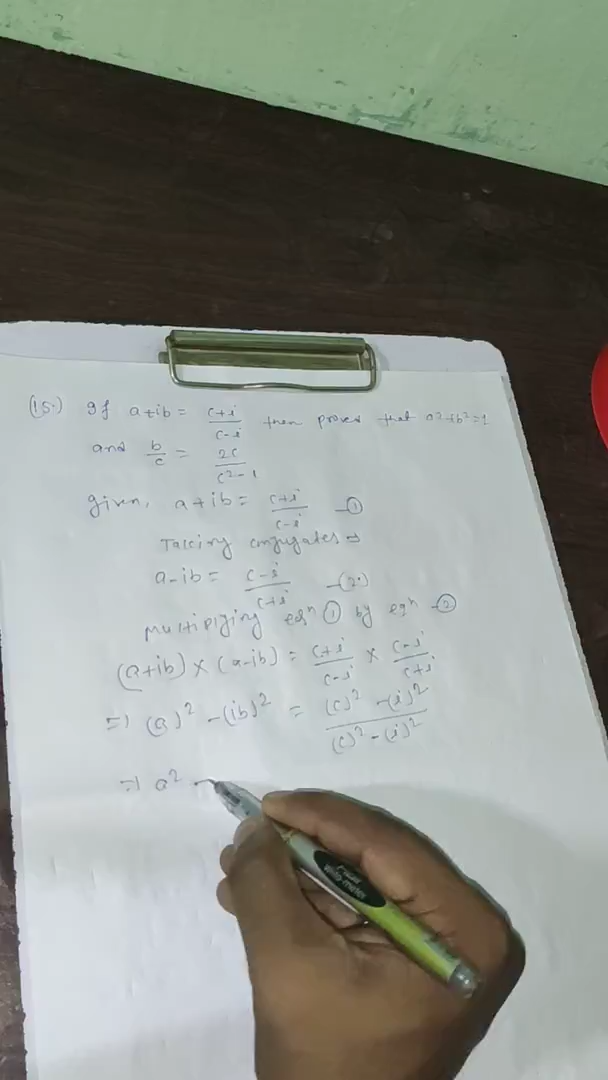 (15.) If a+ib = c+i/c-i then proved that a²+b²=1
and b/c = 2c/c²-1
given, a+ib = c+i/c-i —①
Taking conjugates →
a-ib = c-i/c+i —(2.)
Multiplying eqⁿ ① by eqⁿ -②
(a+ib) × (a-ib) = c+i/c-i × c-i/c+i
=) (a)² - (ib)² = (c)² - (i)²/(c)² - (i)²
=) a² -